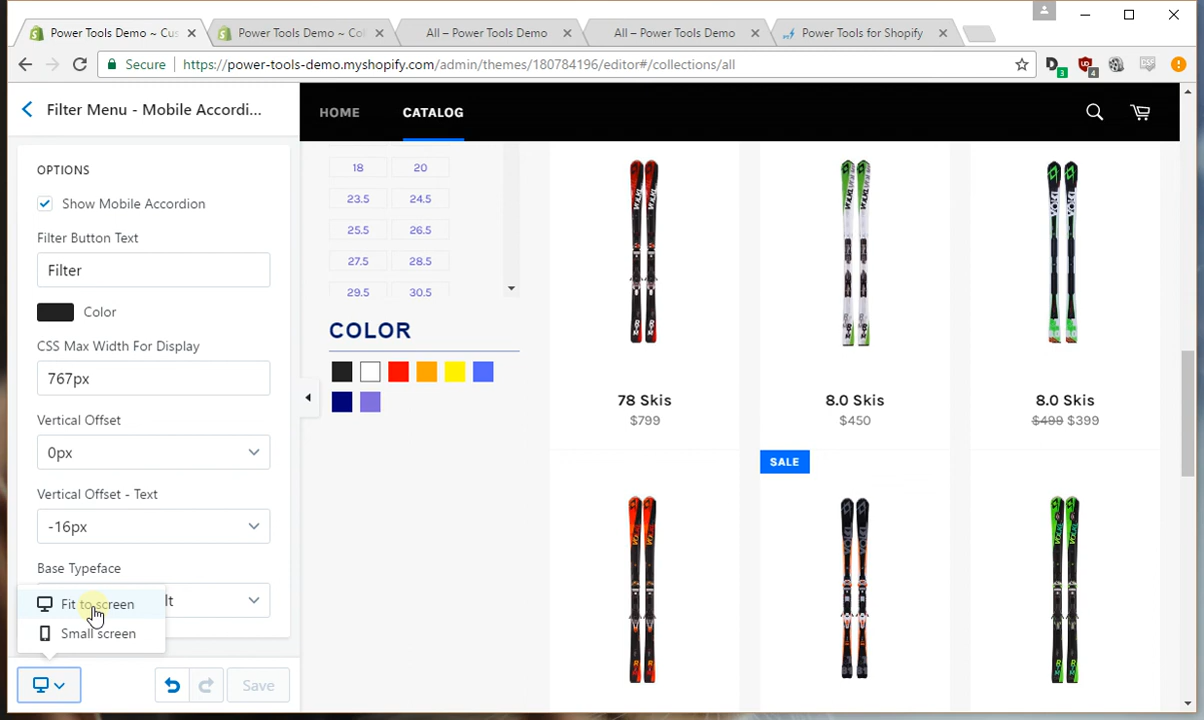 Power Tools Demo ~ Cus
Power Tools Demo ~ Col
All – Power Tools Demo
All – Power Tools Demo
Power Tools for Shopify
Secure
https://power-tools-demo.myshopify.com/admin/themes/180784196/editor#/collections/all
3
4
CSF
Filter Menu - Mobile Accordi...
OPTIONS
Show Mobile Accordion
Filter Button Text
Filter
Color
CSS Max Width For Display
767px
Vertical Offset
0px
Vertical Offset - Text
-16px
Base Typeface
lt
Fit to screen
Small screen
Save
HOME
CATALOG
18 20
23.5 24.5
25.5 26.5
27.5 28.5
29.5 30.5
COLOR
78 Skis
$799
8.0 Skis
$450
8.0 Skis
$499 $399
SALE